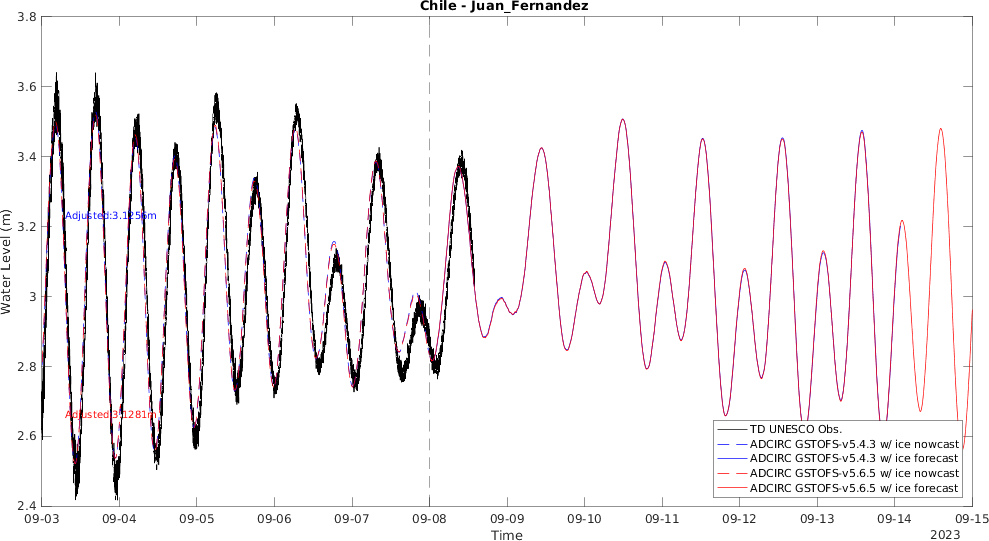 Chile - Juan_Fernandez
3.8
3.6
3.4
3.2
3
2.8
2.6
2.4
Water Level (m)
Adjusted:3.1256m
Adjusted:3.1281m
TD UNESCO Obs.
ADCIRC GSTOFS-v5.4.3 w/ ice nowcast
ADCIRC GSTOFS-v5.4.3 w/ ice forecast
ADCIRC GSTOFS-v5.6.5 w/ ice nowcast
ADCIRC GSTOFS-v5.6.5 w/ ice forecast
09-03 09-04 09-05 09-06 09-07 09-08 09-09 09-10 09-11 09-12 09-13 09-14 09-15
Time
2023